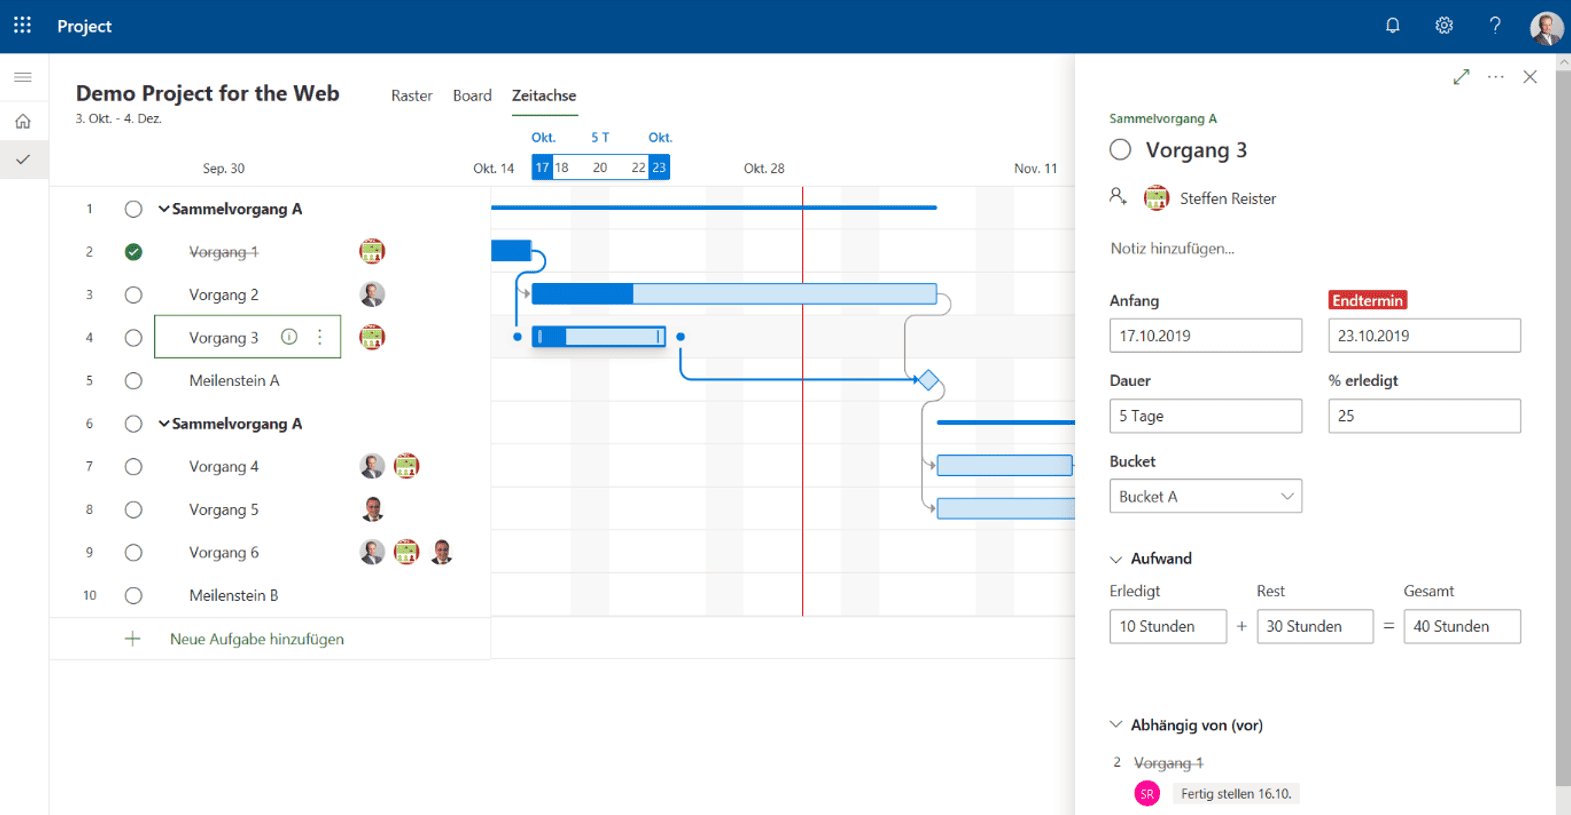 Project
Demo Project for the Web
Raster Board Zeitachse
3. Okt. - 4. Dez.
Okt. 5 T Okt.
Sep. 30 Okt. 14 17 18 20 22 23 Okt. 28 Nov. 11
1 Sammelvorgang A
2 Vorgang 1
3 Vorgang 2
4 Vorgang 3
5 Meilenstein A
6 Sammelvorgang A
7 Vorgang 4
8 Vorgang 5
9 Vorgang 6
10 Meilenstein B
Neue Aufgabe hinzufügen
Sammelvorgang A
Vorgang 3
Steffen Reister
Notiz hinzufügen...
Anfang Endtermin
17.10.2019 23.10.2019
Dauer % erledigt
5 Tage 25
Bucket
Bucket A
Aufwand
Erledigt Rest Gesamt
10 Stunden + 30 Stunden = 40 Stunden
Abhängig von (vor)
2 Vorgang 1
SR Fertig stellen 16.10.